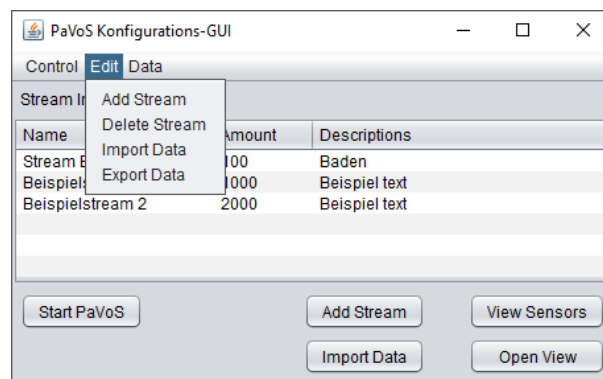 PaVoS Konfigurations-GUI
Control Edit Data
Stream
Add Stream
Delete Stream
Import Data
Export Data
Name Amount Descriptions
Stream 100 Baden
1000 Beispiel text
Beispielstream 2 2000 Beispiel text
Start PaVoS Add Stream View Sensors
Import Data Open View